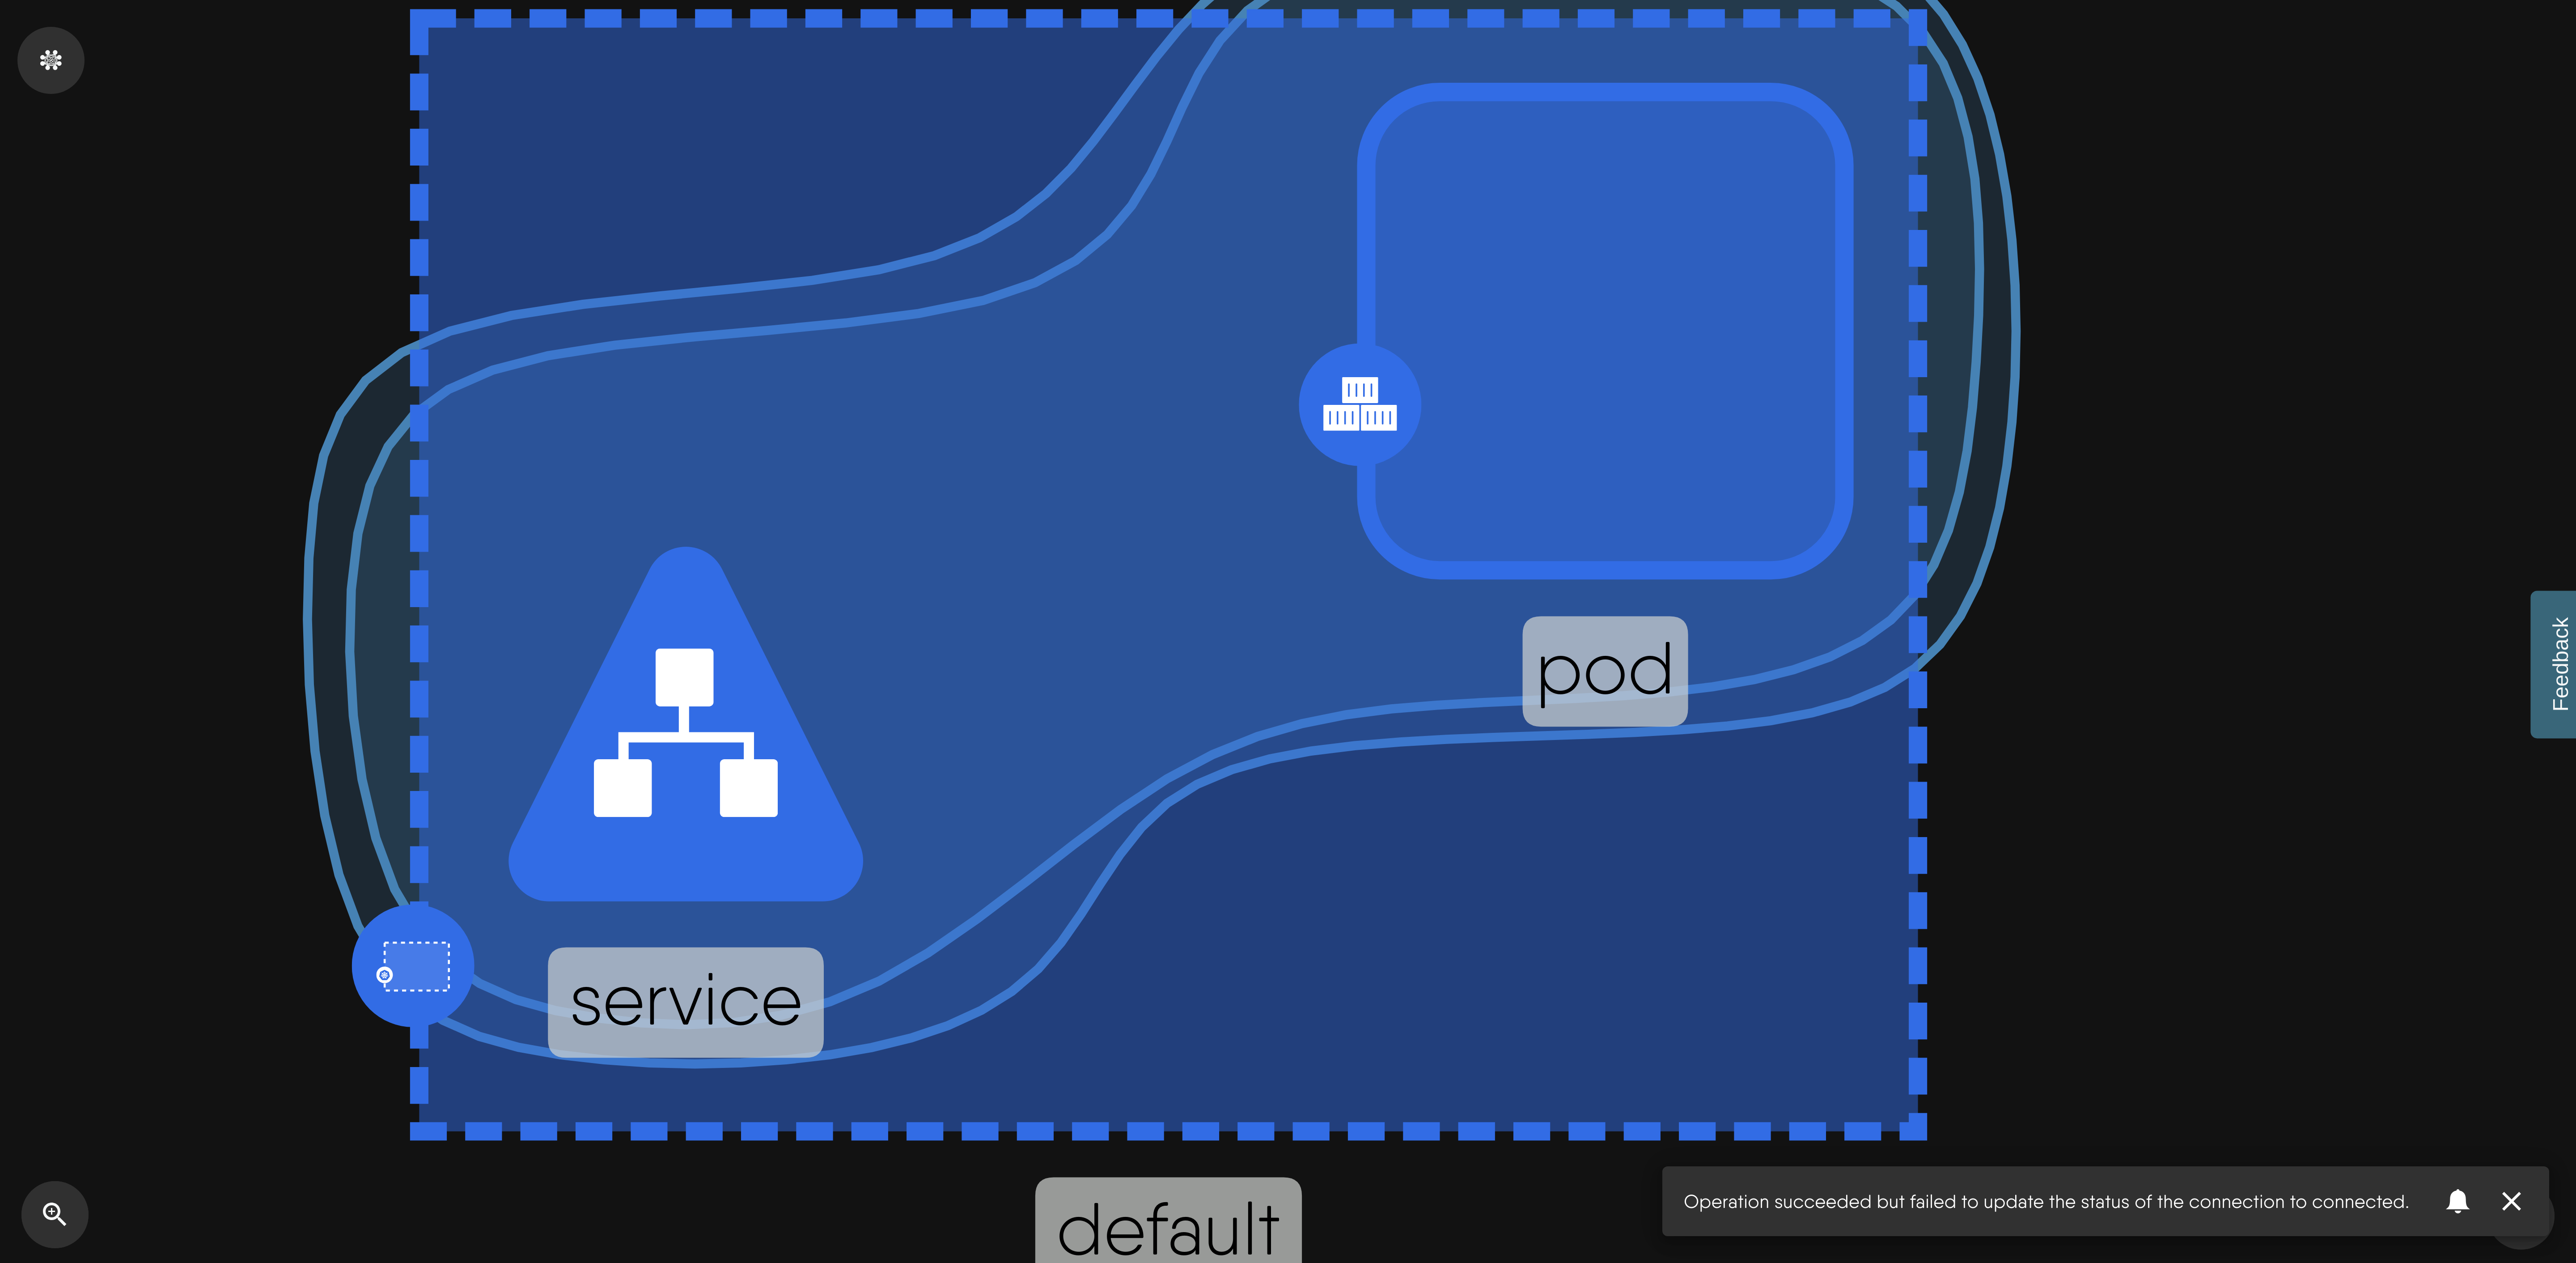 pod
service
default
Feedback
Operation succeeded but failed to update the status of the connection to connected.